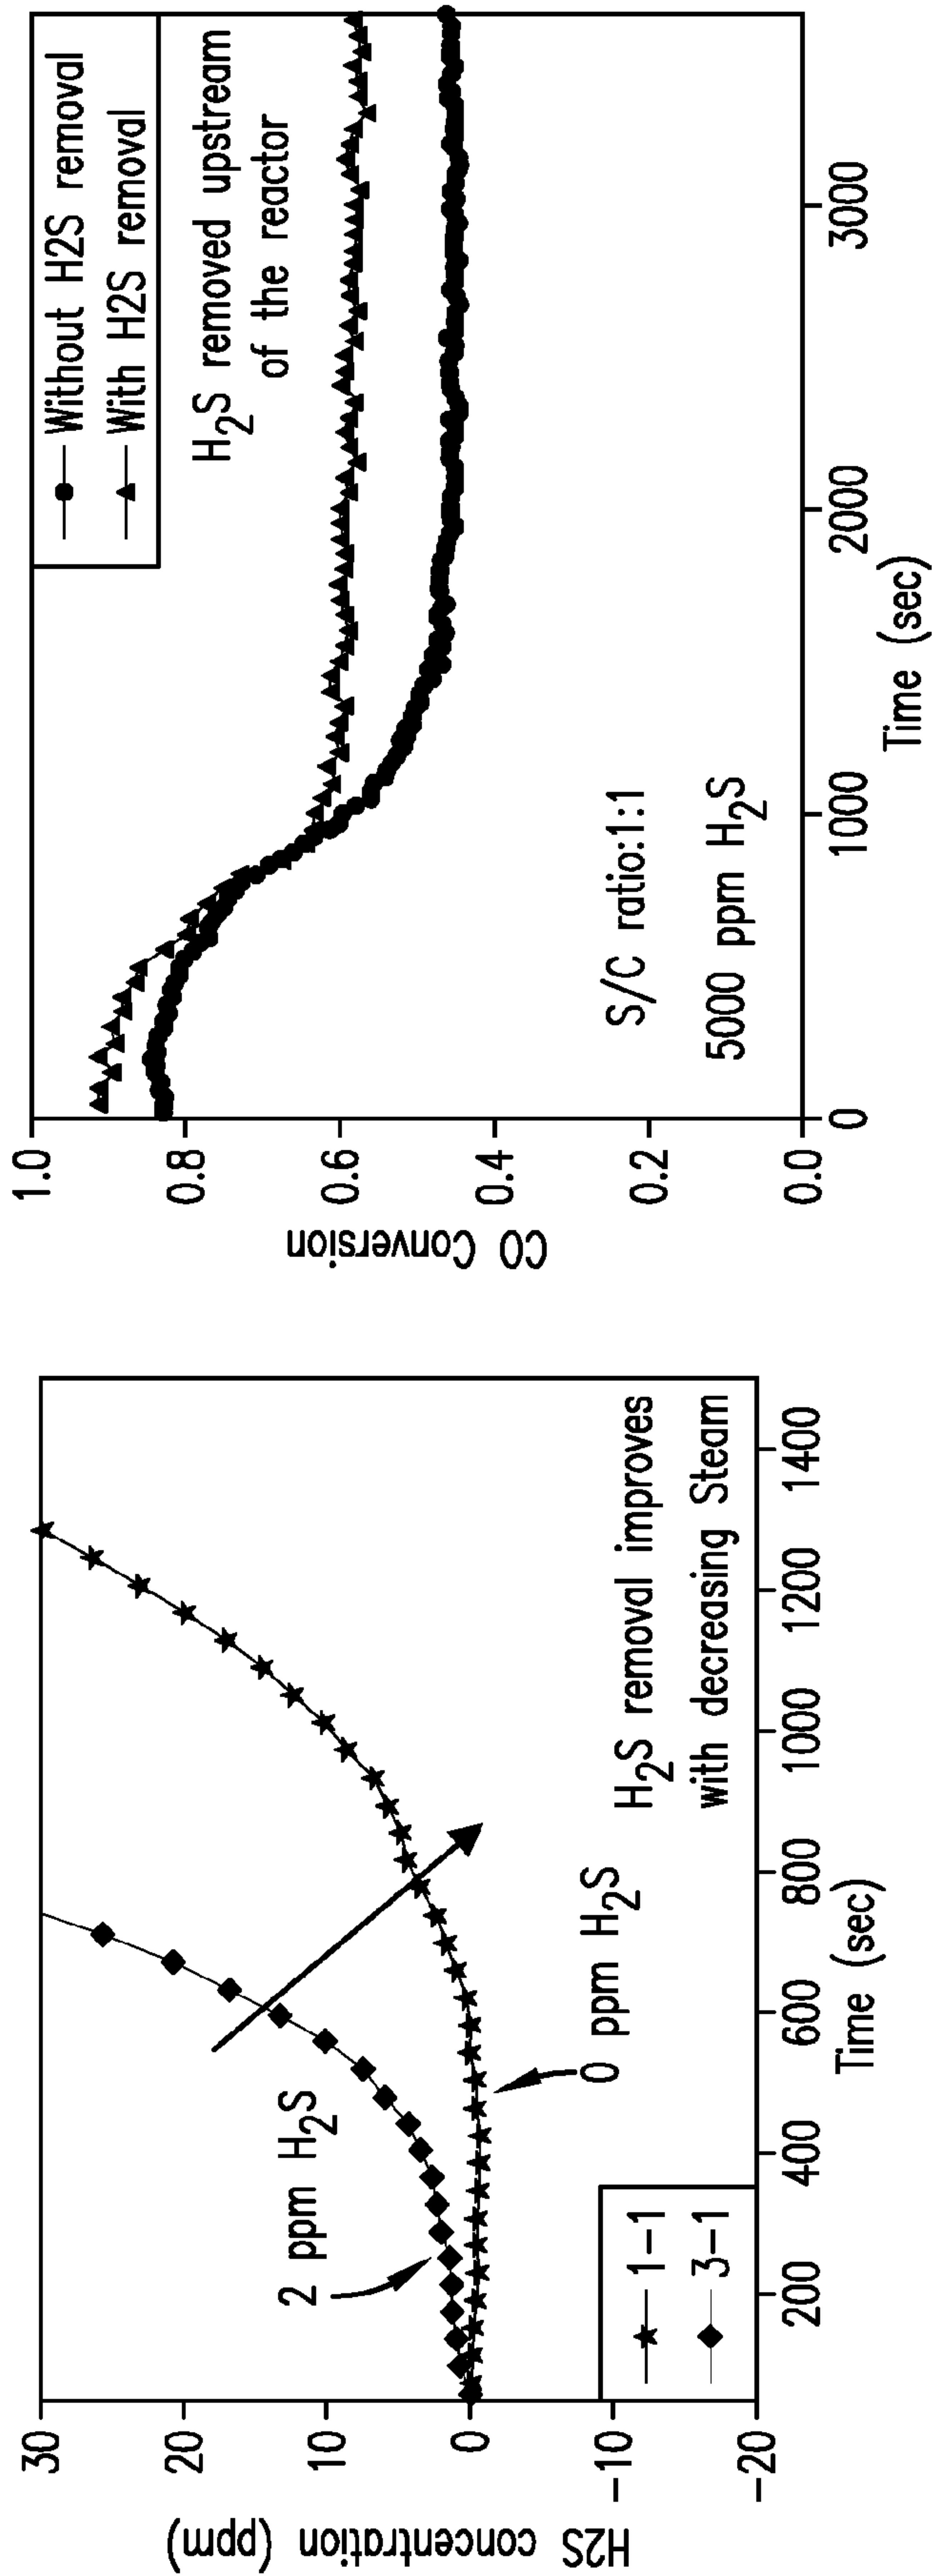 30
20
10
0
-10
-20
H2S concentration (ppm)
2 ppm H2S
0 ppm H2S
H2S removal improves
with decreasing Steam
1-1
3-1
200
400
600
800
1000
1200
1400
Time (sec)
1.0
0.8
0.6
0.4
0.2
0.0
CO Conversion
Without H2S removal
With H2S removal
H2S removed upstream
of the reactor
S/C ratio:1:1
5000 ppm H2S
0
1000
2000
3000
Time (sec)